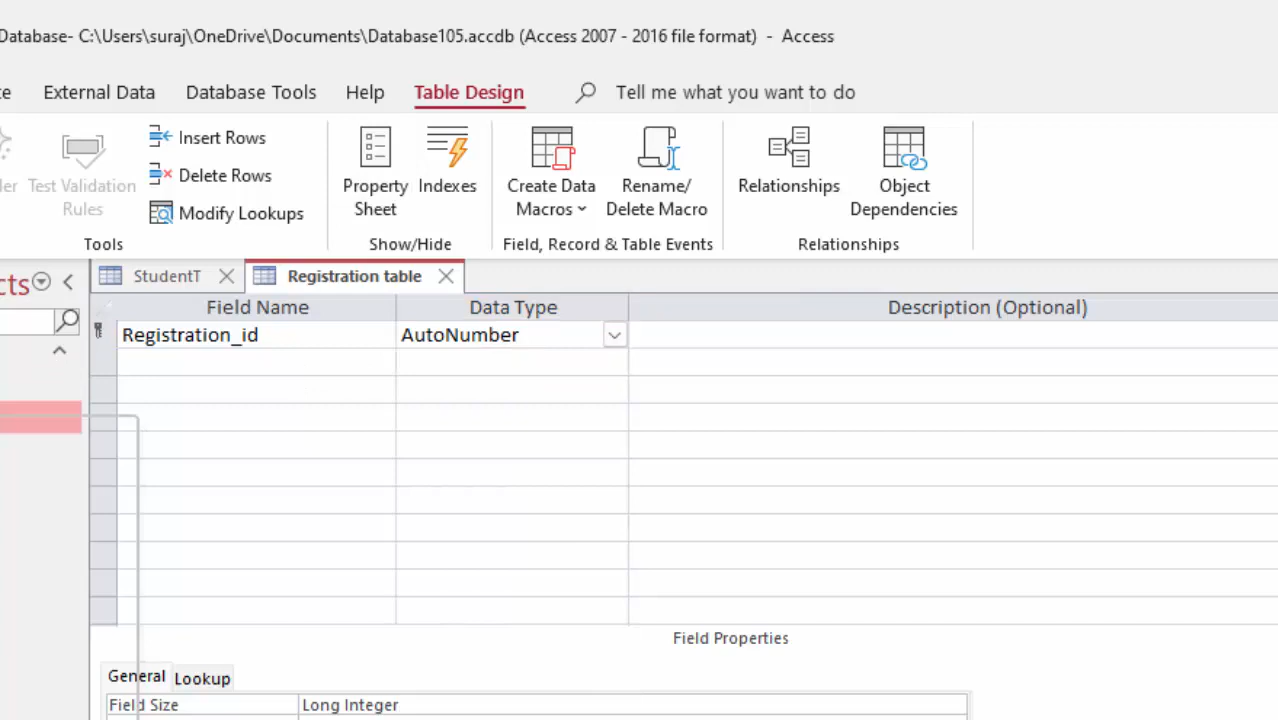 Database- C:\Users\suraj\OneDrive\Documents\Database105.accdb (Access 2007 - 2016 file format) - Access
External Data Database Tools Help Table Design Tell me what you want to do
Insert Rows
Delete Rows
Modify Lookups
Test Validation
Rules
Property
Sheet
Indexes
Create Data
Macros
Rename/
Delete Macro
Relationships
Object
Dependencies
Tools Show/Hide Field, Record & Table Events Relationships
StudentT Registration table
Field Name Data Type Description (Optional)
Registration_id AutoNumber
Field Properties
General Lookup
Field Size Long Integer